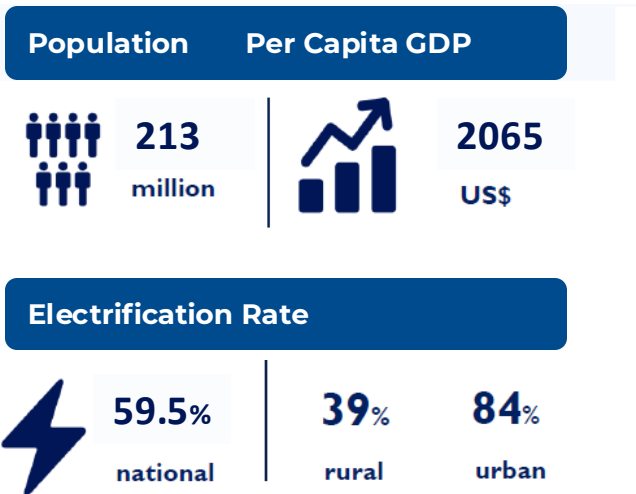 Population Per Capita GDP
213 2065
million US$
Electrification Rate
59.5% 39% 84%
national rural urban